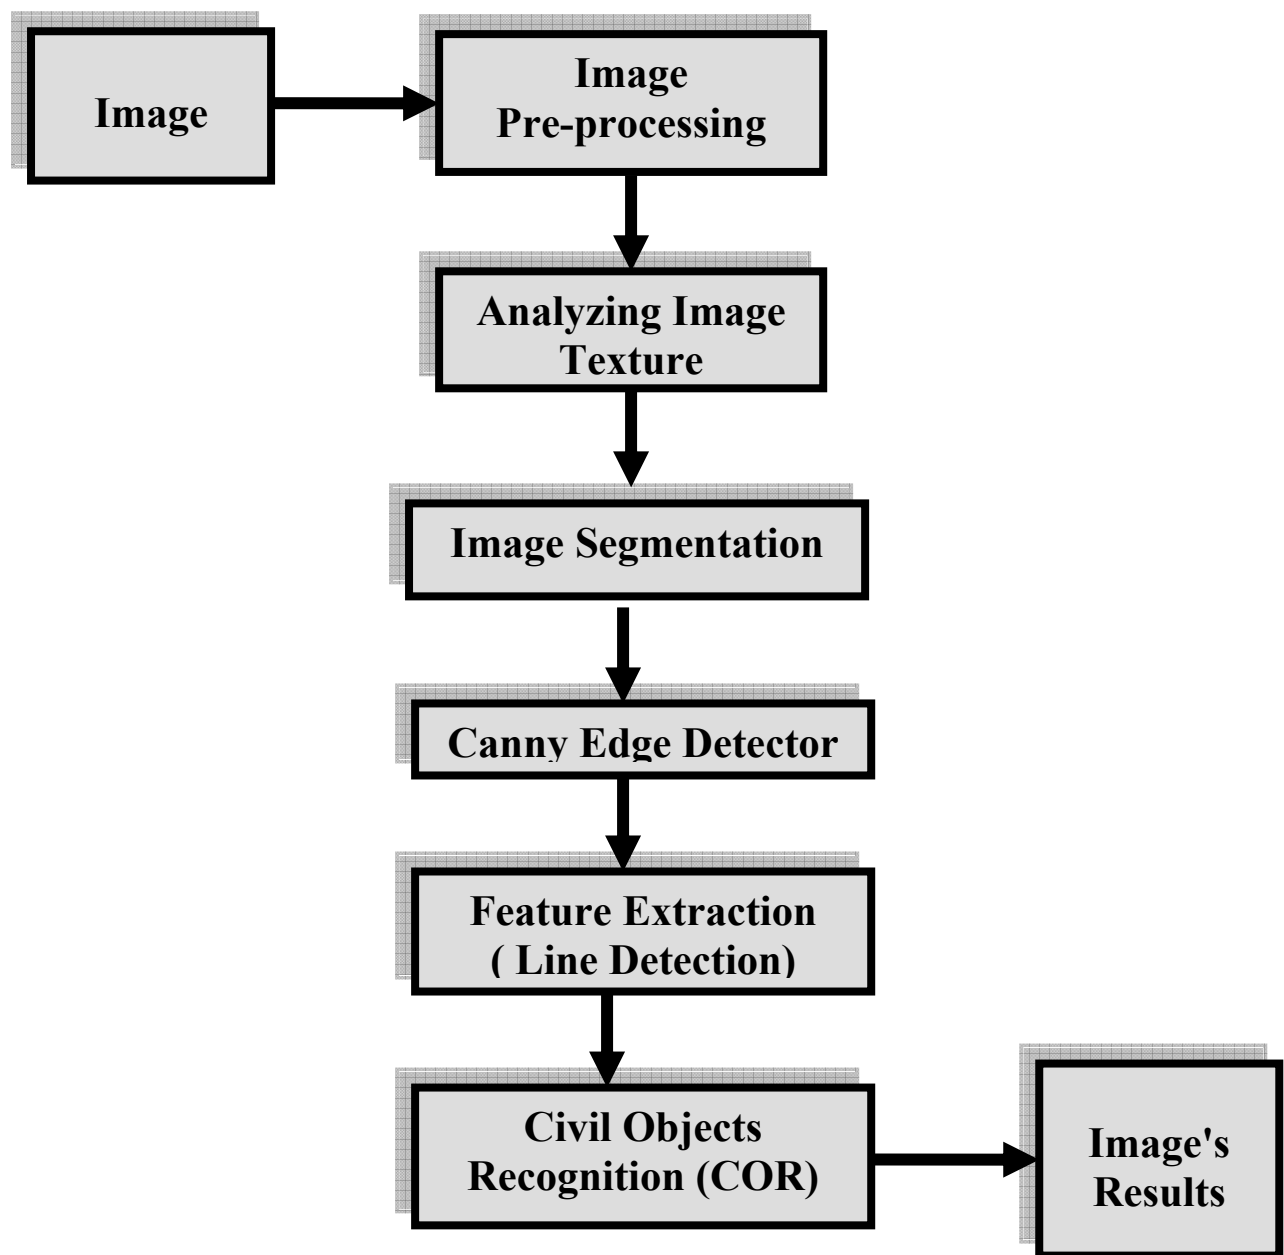 Image
Image
Pre-processing
Analyzing Image
Texture
Image Segmentation
Canny Edge Detector
Feature Extraction
( Line Detection)
Civil Objects
Recognition (COR)
Image's
Results